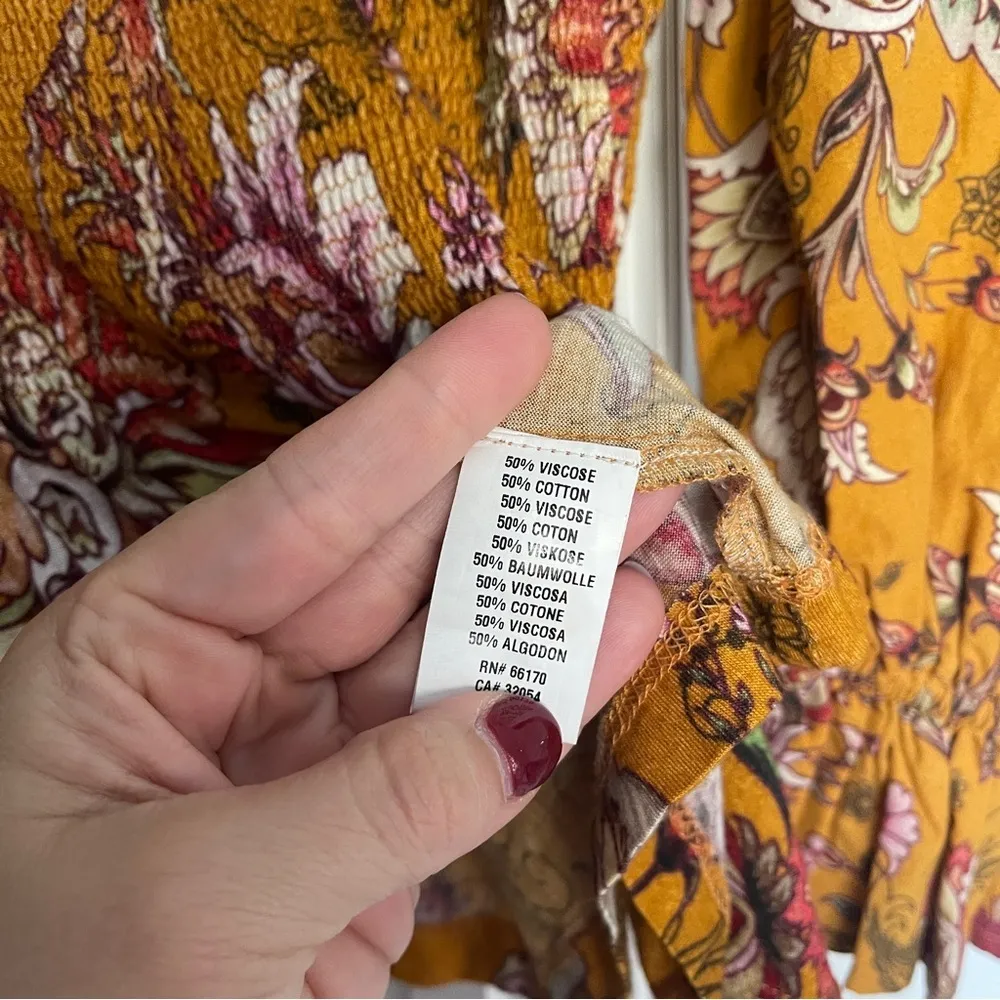 50% VISCOSE
50% COTTON
50% VISCOSE
50% COTON
50% VISKOSE
50% BAUMWOLLE
50% VISCOSA
50% COTONE
50% VISCOSA
50% ALGODON
RN# 66170
CA# 32054